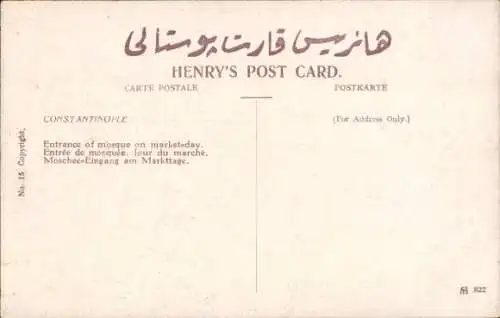 هانریس قارت پوستالی
HENRY'S POST CARD.
CARTE POSTALE
POSTKARTE
CONSTANTINOPLE
(For Address Only.)
Entrance of mosque on market-day.
Entrée de mosquée. Jour du marché.
Moschee=Eingang am Markttage.
No. 15 Copyright.
822